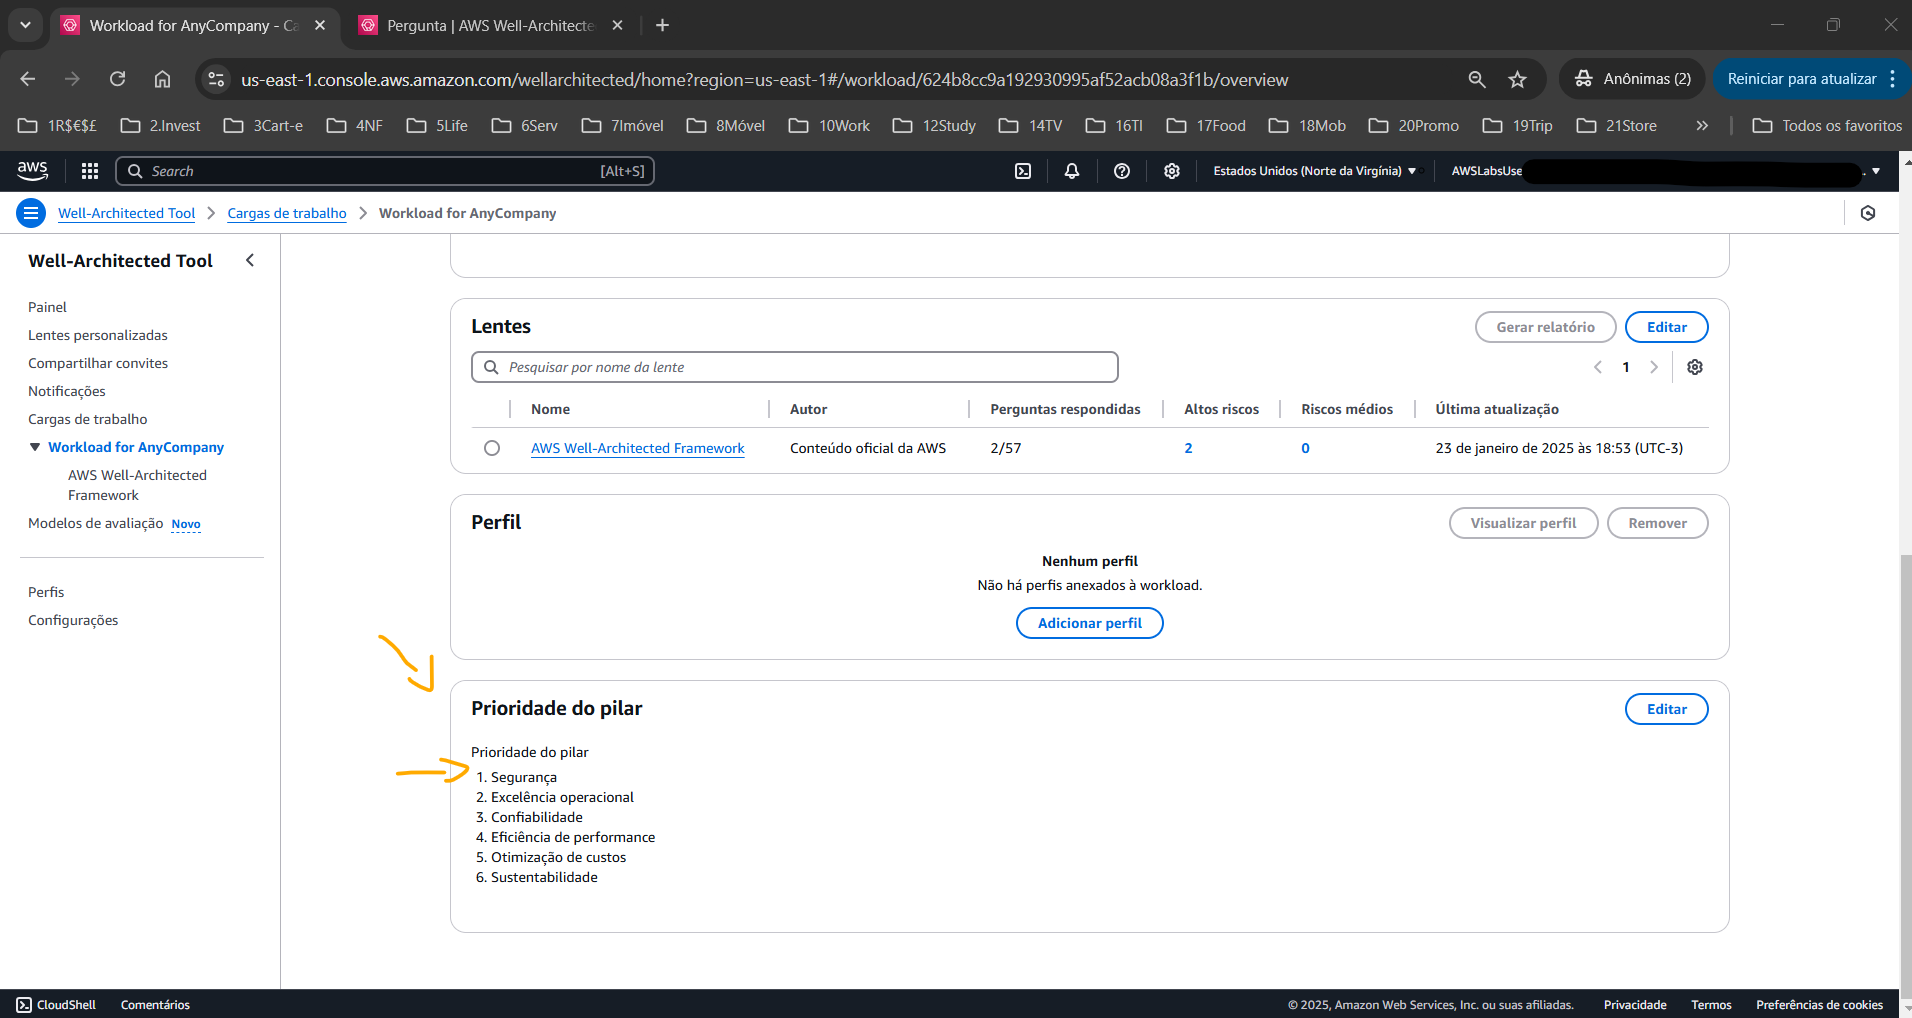 Workload for AnyCompany - Ca
Pergunta | AWS Well-Architecte
us-east-1.console.aws.amazon.com/wellarchitected/home?region=us-east-1#/workload/624b8cc9a192930995af52acb08a3f1b/overview
Anônimas (2)
Reiniciar para atualizar
1R$€$£
2.Invest
3Cart-e
4NF
5Life
6Serv
7Imóvel
8Móvel
10Work
12Study
14TV
16TI
17Food
18Mob
20Promo
19Trip
21Store
Todos os favoritos
aws
Search
[Alt+S]
Estados Unidos (Norte da Virgínia)
AWSLabsUse
Well-Architected Tool
Cargas de trabalho
Workload for AnyCompany
Well-Architected Tool
Painel
Lentes personalizadas
Compartilhar convites
Notificações
Cargas de trabalho
Workload for AnyCompany
AWS Well-Architected
Framework
Modelos de avaliação Novo
Perfis
Configurações
Lentes
Gerar relatório
Editar
Pesquisar por nome da lente
1
Nome Autor Perguntas respondidas Altos riscos Riscos médios Última atualização
AWS Well-Architected Framework Conteúdo oficial da AWS 2/57 2 0 23 de janeiro de 2025 às 18:53 (UTC-3)
Perfil
Visualizar perfil
Remover
Nenhum perfil
Não há perfis anexados à workload.
Adicionar perfil
Prioridade do pilar
Editar
Prioridade do pilar
1. Segurança
2. Excelência operacional
3. Confiabilidade
4. Eficiência de performance
5. Otimização de custos
6. Sustentabilidade
CloudShell
Comentários
© 2025, Amazon Web Services, Inc. ou suas afiliadas.
Privacidade
Termos
Preferências de cookies